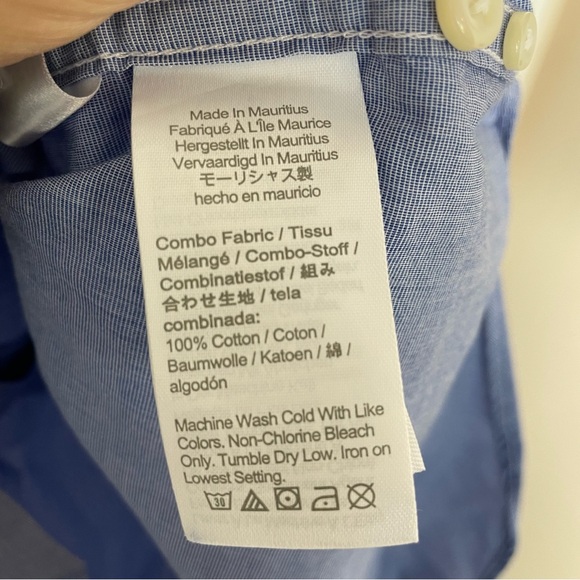 Made In Mauritius
Fabriqué À L'Île Maurice
Hergestellt In Mauritius
Vervaardigd In Mauritius
モーリシャス製
hecho en mauricio
Combo Fabric / Tissu
Mélangé / Combo-Stoff /
Combinatiestof / 組み
合わせ生地 / tela
combinada:
100% Cotton / Coton /
Baumwolle / Katoen / 綿 /
algodón
Machine Wash Cold With Like
Colors. Non-Chlorine Bleach
Only. Tumble Dry Low. Iron on
Lowest Setting.
30